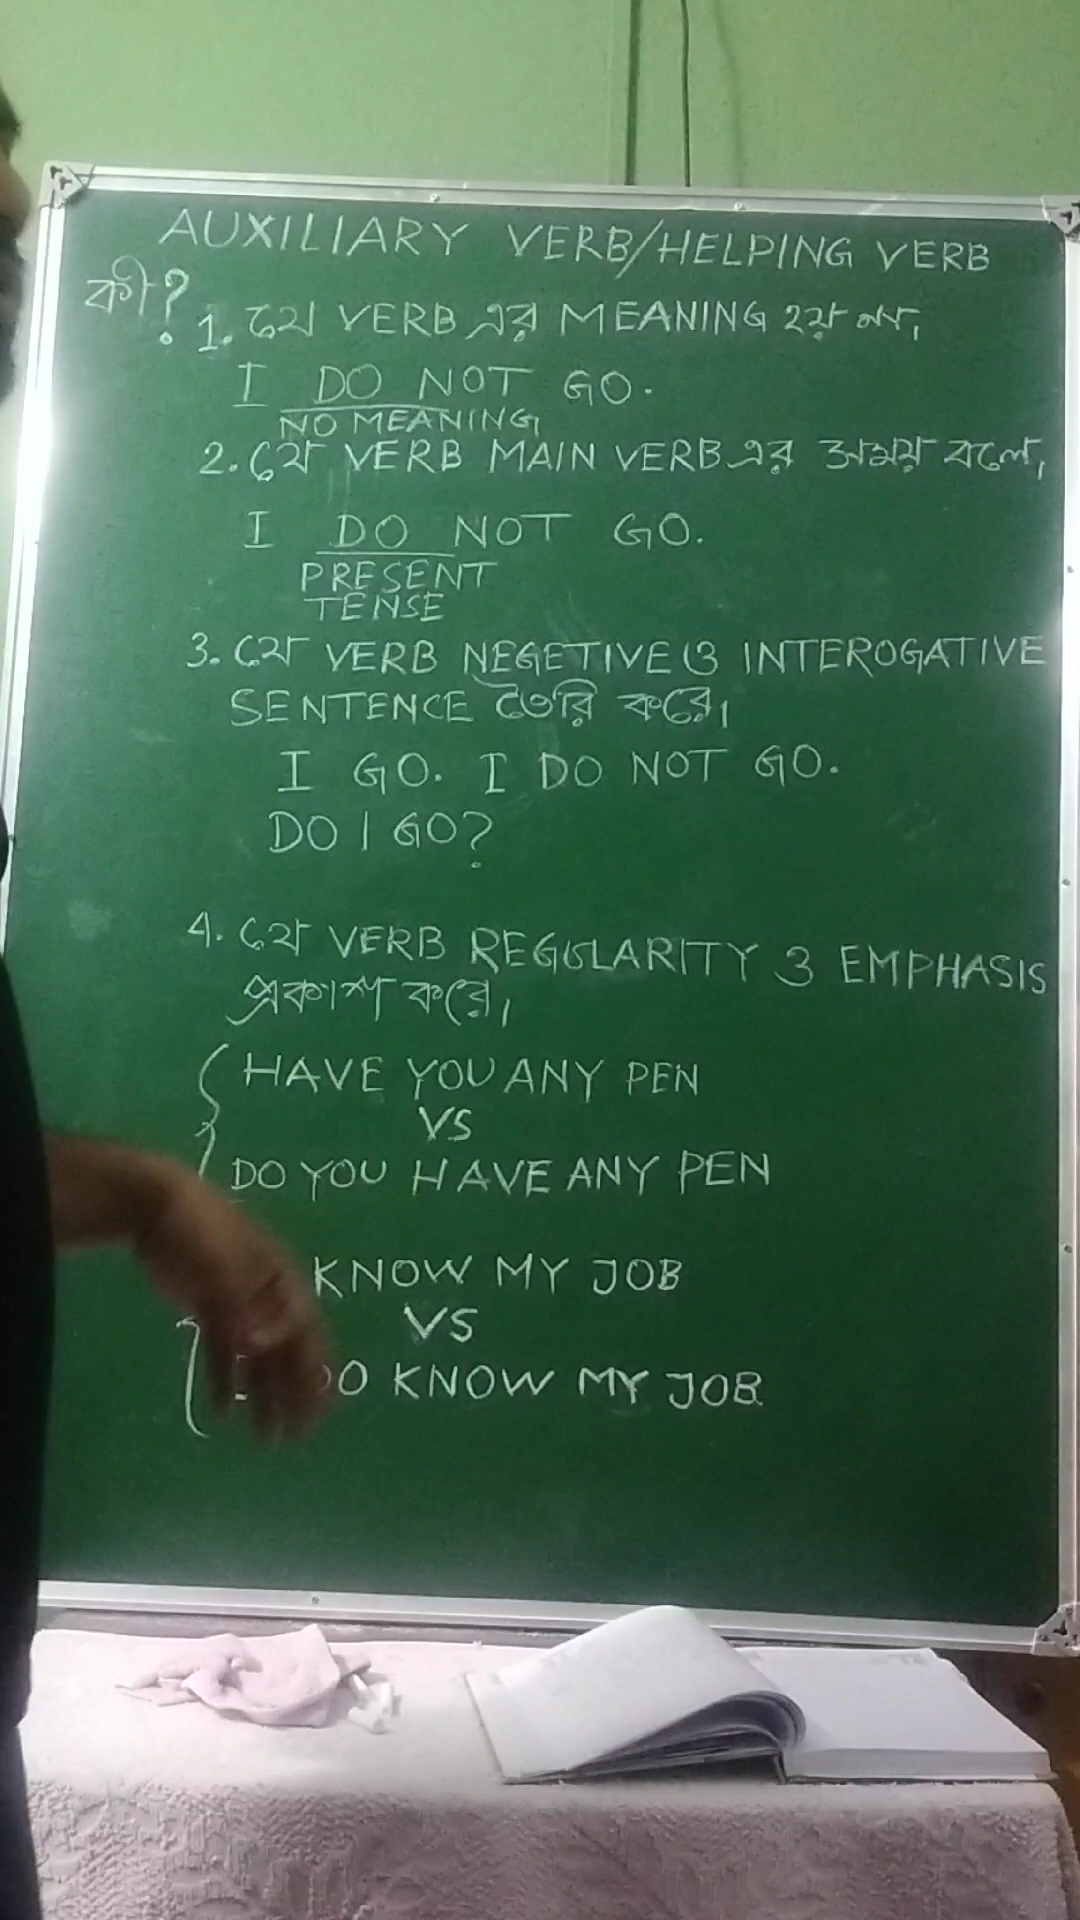 AUXILIARY VERB/HELPING VERB
কী?
1. যে VERB এর MEANING হয় না,
I DO NOT GO.
NO MEANING
2. যে VERB MAIN VERB এর সময় বলে,
I DO NOT GO.
PRESENT
TENSE
3. যে VERB NEGETIVE ও INTEROGATIVE
SENTENCE তৈরি করে,
I GO. I DO NOT GO.
DO I GO?
4. যে VERB REGULARITY ও EMPHASIS
প্রকাশ করে,
HAVE YOU ANY PEN
VS
DO YOU HAVE ANY PEN
KNOW MY JOB
VS
KNOW MY JOB